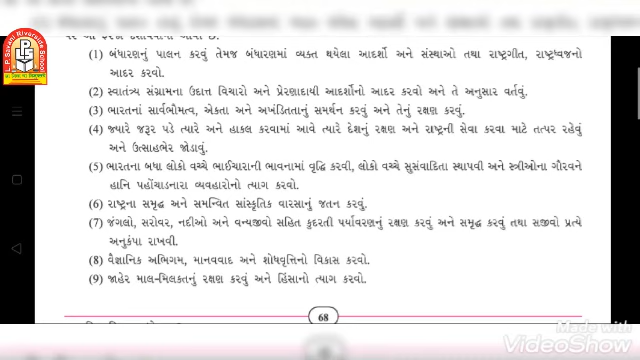 L P Savani Riverside School
(1) બંધારણનું પાલન કરવું તેમજ બંધારણમાં વ્યક્ત થયેલા આદર્શો અને સંસ્થાઓ તથા રાષ્ટ્રગીત, રાષ્ટ્રધ્વજનો
આદર કરવો.
(2) સ્વાતંત્ર્ય સંગ્રામના ઉદાત્ત વિચારો અને પ્રેરણાદાયી આદર્શોનો આદર કરવો અને તે અનુસાર વર્તવું.
(3) ભારતનાં સાર્વભૌમત્વ, એકતા અને અખંડિતતાનું સમર્થન કરવું અને તેનું રક્ષણ કરવું.
(4) જ્યારે જરૂર પડે ત્યારે અને હાકલ કરવામાં આવે ત્યારે દેશનું રક્ષણ અને રાષ્ટ્રની સેવા કરવા માટે તત્પર રહેવું
અને ઉત્સાહભેર જોડાવું.
(5) ભારતના બધા લોકો વચ્ચે ભાઈચારાની ભાવનામાં વૃદ્ધિ કરવી, લોકો વચ્ચે સુસંવાદિતા સ્થાપવી અને સ્ત્રીઓના ગૌરવને
હાનિ પહોંચાડનારા વ્યવહારોનો ત્યાગ કરવો.
(6) રાષ્ટ્રના સમૃદ્ધ અને સમન્વિત સાંસ્કૃતિક વારસાનું જતન કરવું.
(7) જંગલો, સરોવર, નદીઓ અને વન્યજીવો સહિત કુદરતી પર્યાવરણનું રક્ષણ કરવું અને સમૃદ્ધ કરવું તથા સજીવો પ્રત્યે
અનુકંપા રાખવી.
(8) વૈજ્ઞાનિક અભિગમ, માનવવાદ અને શોધવૃત્તિનો વિકાસ કરવો.
(9) જાહેર માલ-મિલકતનું રક્ષણ કરવું અને હિંસાનો ત્યાગ કરવો.
68
Made with
VideoShow